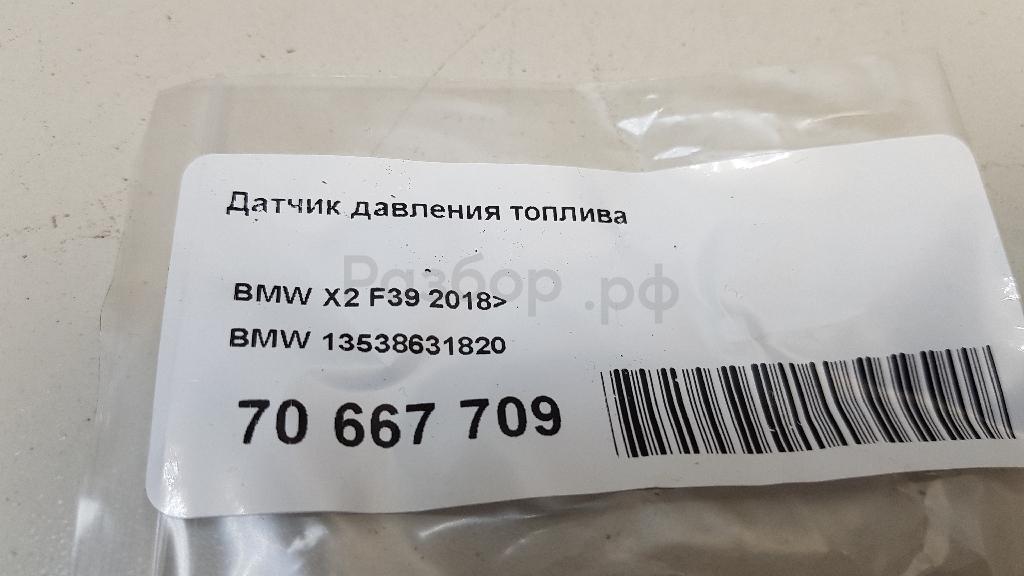 Датчик давления топлива
Разбор.рф
BMW X2 F39 2018>
BMW 13538631820
70 667 709